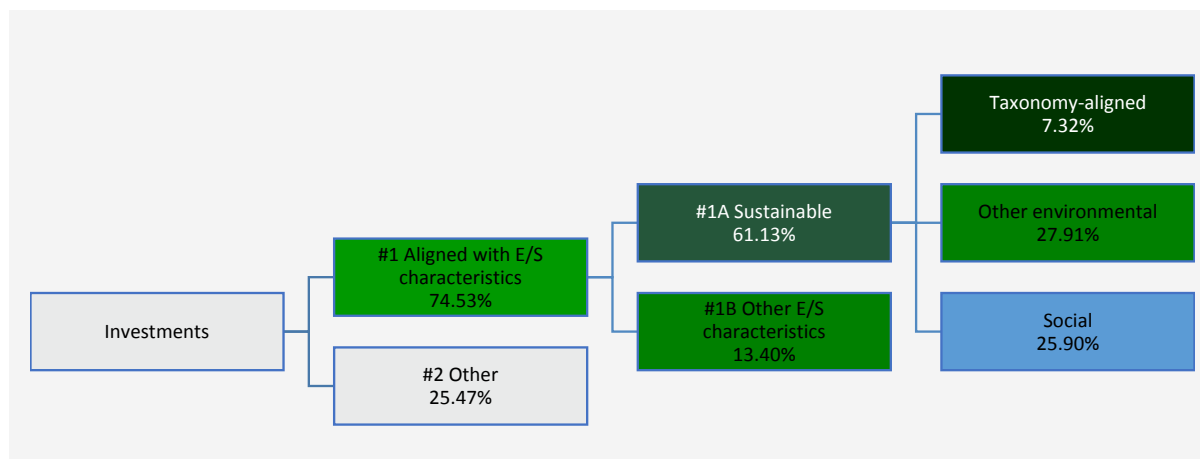 Investments
#1 Aligned with E/S
characteristics
74.53%
#2 Other
25.47%
#1A Sustainable
61.13%
#1B Other E/S
characteristics
13.40%
Taxonomy-aligned
7.32%
Other environmental
27.91%
Social
25.90%